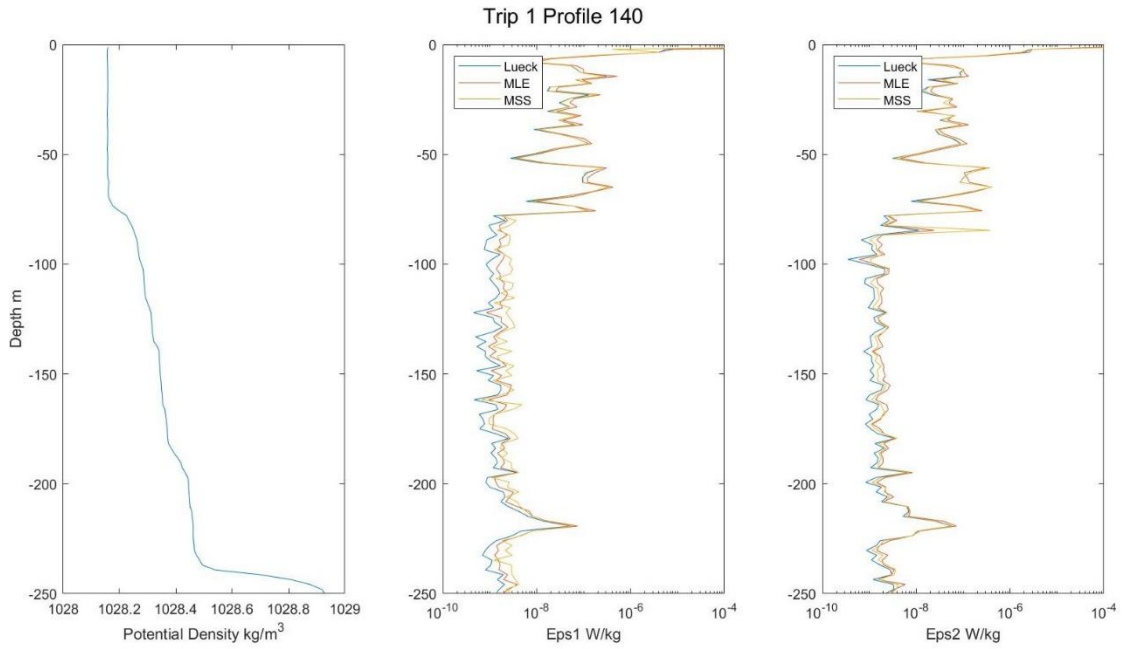 Trip 1 Profile 140
0
-50
-100
-150
-200
-250
Depth m
1028
1028.2
1028.4
1028.6
1028.8
1029
Potential Density kg/m³
0
-50
-100
-150
-200
-250
Lueck
MLE
MSS
10⁻¹⁰
10⁻⁸
10⁻⁶
10⁻⁴
Eps1 W/kg
0
-50
-100
-150
-200
-250
Lueck
MLE
MSS
10⁻¹⁰
10⁻⁸
10⁻⁶
10⁻⁴
Eps2 W/kg